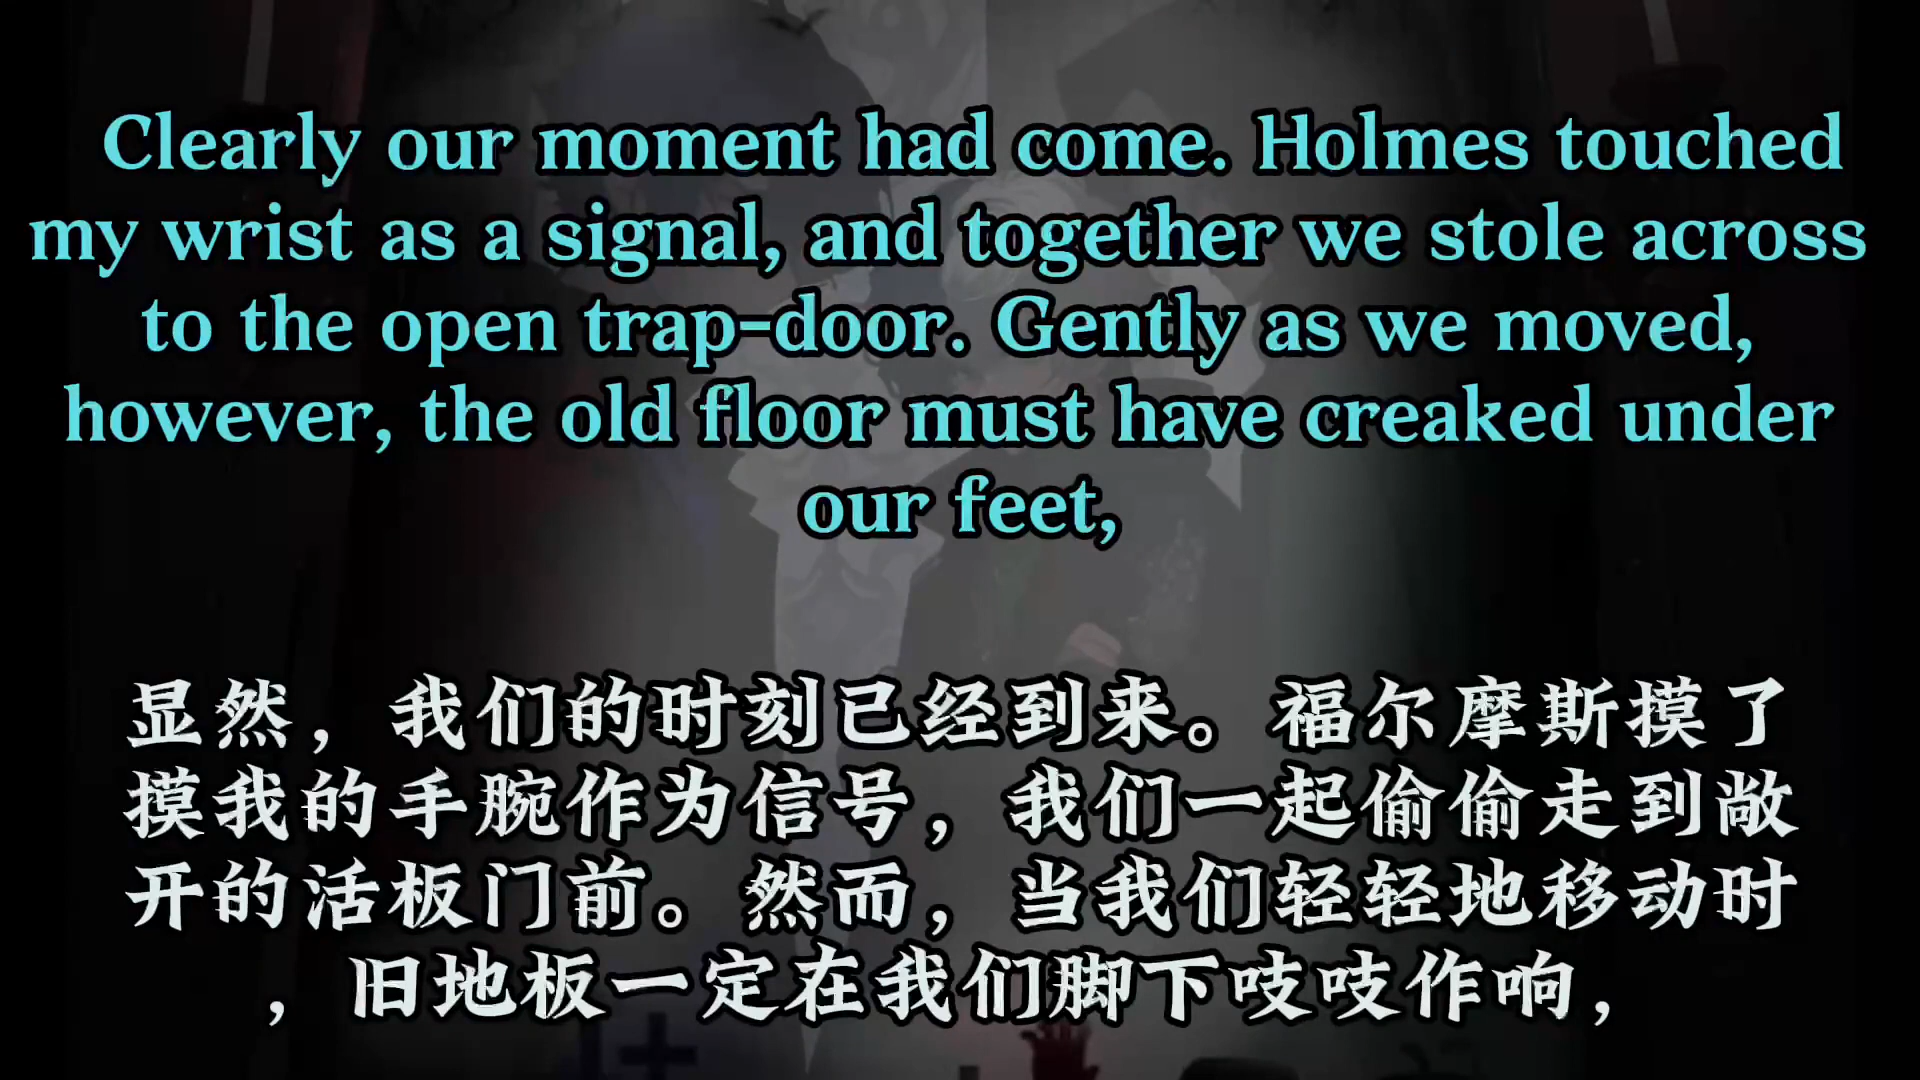 Clearly our moment had come. Holmes touched
my wrist as a signal, and together we stole across
to the open trap-door. Gently as we moved,
however, the old floor must have creaked under
our feet,
显然，我们的时刻已经到来。福尔摩斯摸了
摸我的手腕作为信号，我们一起偷偷走到敞
开的活板门前。然而，当我们轻轻地移动时
，旧地板一定在我们脚下吱吱作响，